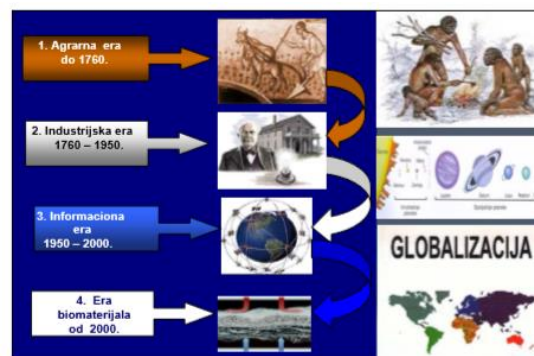 1. Agrarna era
do 1760.
2. Industrijska era
1760 – 1950.
3. Informaciona
era
1950 – 2000.
4. Era
biomaterijala
od 2000.
GLOBALIZACIJA